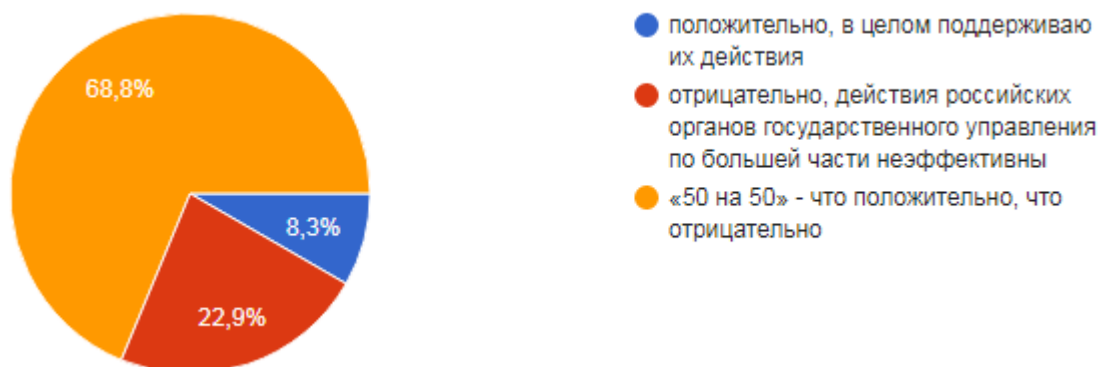 68,8%
8,3%
22,9%
положительно, в целом поддерживаю
их действия
отрицательно, действия российских
органов государственного управления
по большей части неэффективны
«50 на 50» - что положительно, что
отрицательно